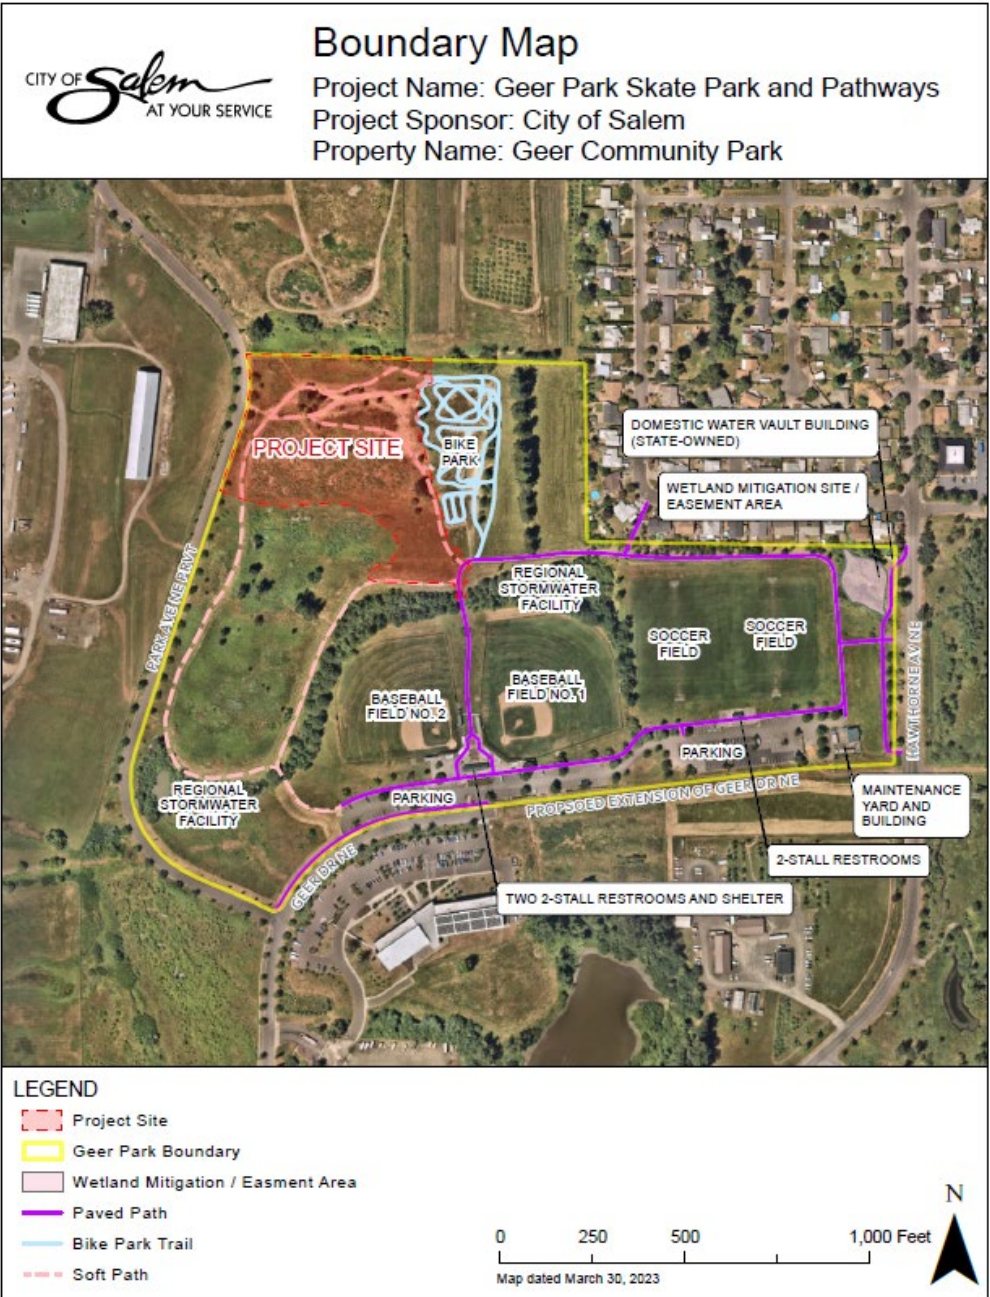 CITY OF Salem
AT YOUR SERVICE
Boundary Map
Project Name: Geer Park Skate Park and Pathways
Project Sponsor: City of Salem
Property Name: Geer Community Park
DOMESTIC WATER VAULT BUILDING
(STATE-OWNED)
PROJECT SITE
BIKE
PARK
WETLAND MITIGATION SITE /
EASEMENT AREA
PARK AVE NE PRVT
REGIONAL
STORMWATER
FACILITY
SOCCER
FIELD
SOCCER
FIELD
HAWTHORNE AV NE
BASEBALL
FIELD NO. 2
BASEBALL
FIELD NO. 1
PARKING
REGIONAL
STORMWATER
FACILITY
PARKING
PROPSOED EXTENSION OF GEER DR NE
MAINTENANCE
YARD AND
BUILDING
GEER DR NE
2-STALL RESTROOMS
TWO 2-STALL RESTROOMS AND SHELTER
LEGEND
Project Site
Geer Park Boundary
Wetland Mitigation / Easment Area
Paved Path
Bike Park Trail
Soft Path
N
0 250 500 1,000 Feet
Map dated March 30, 2023